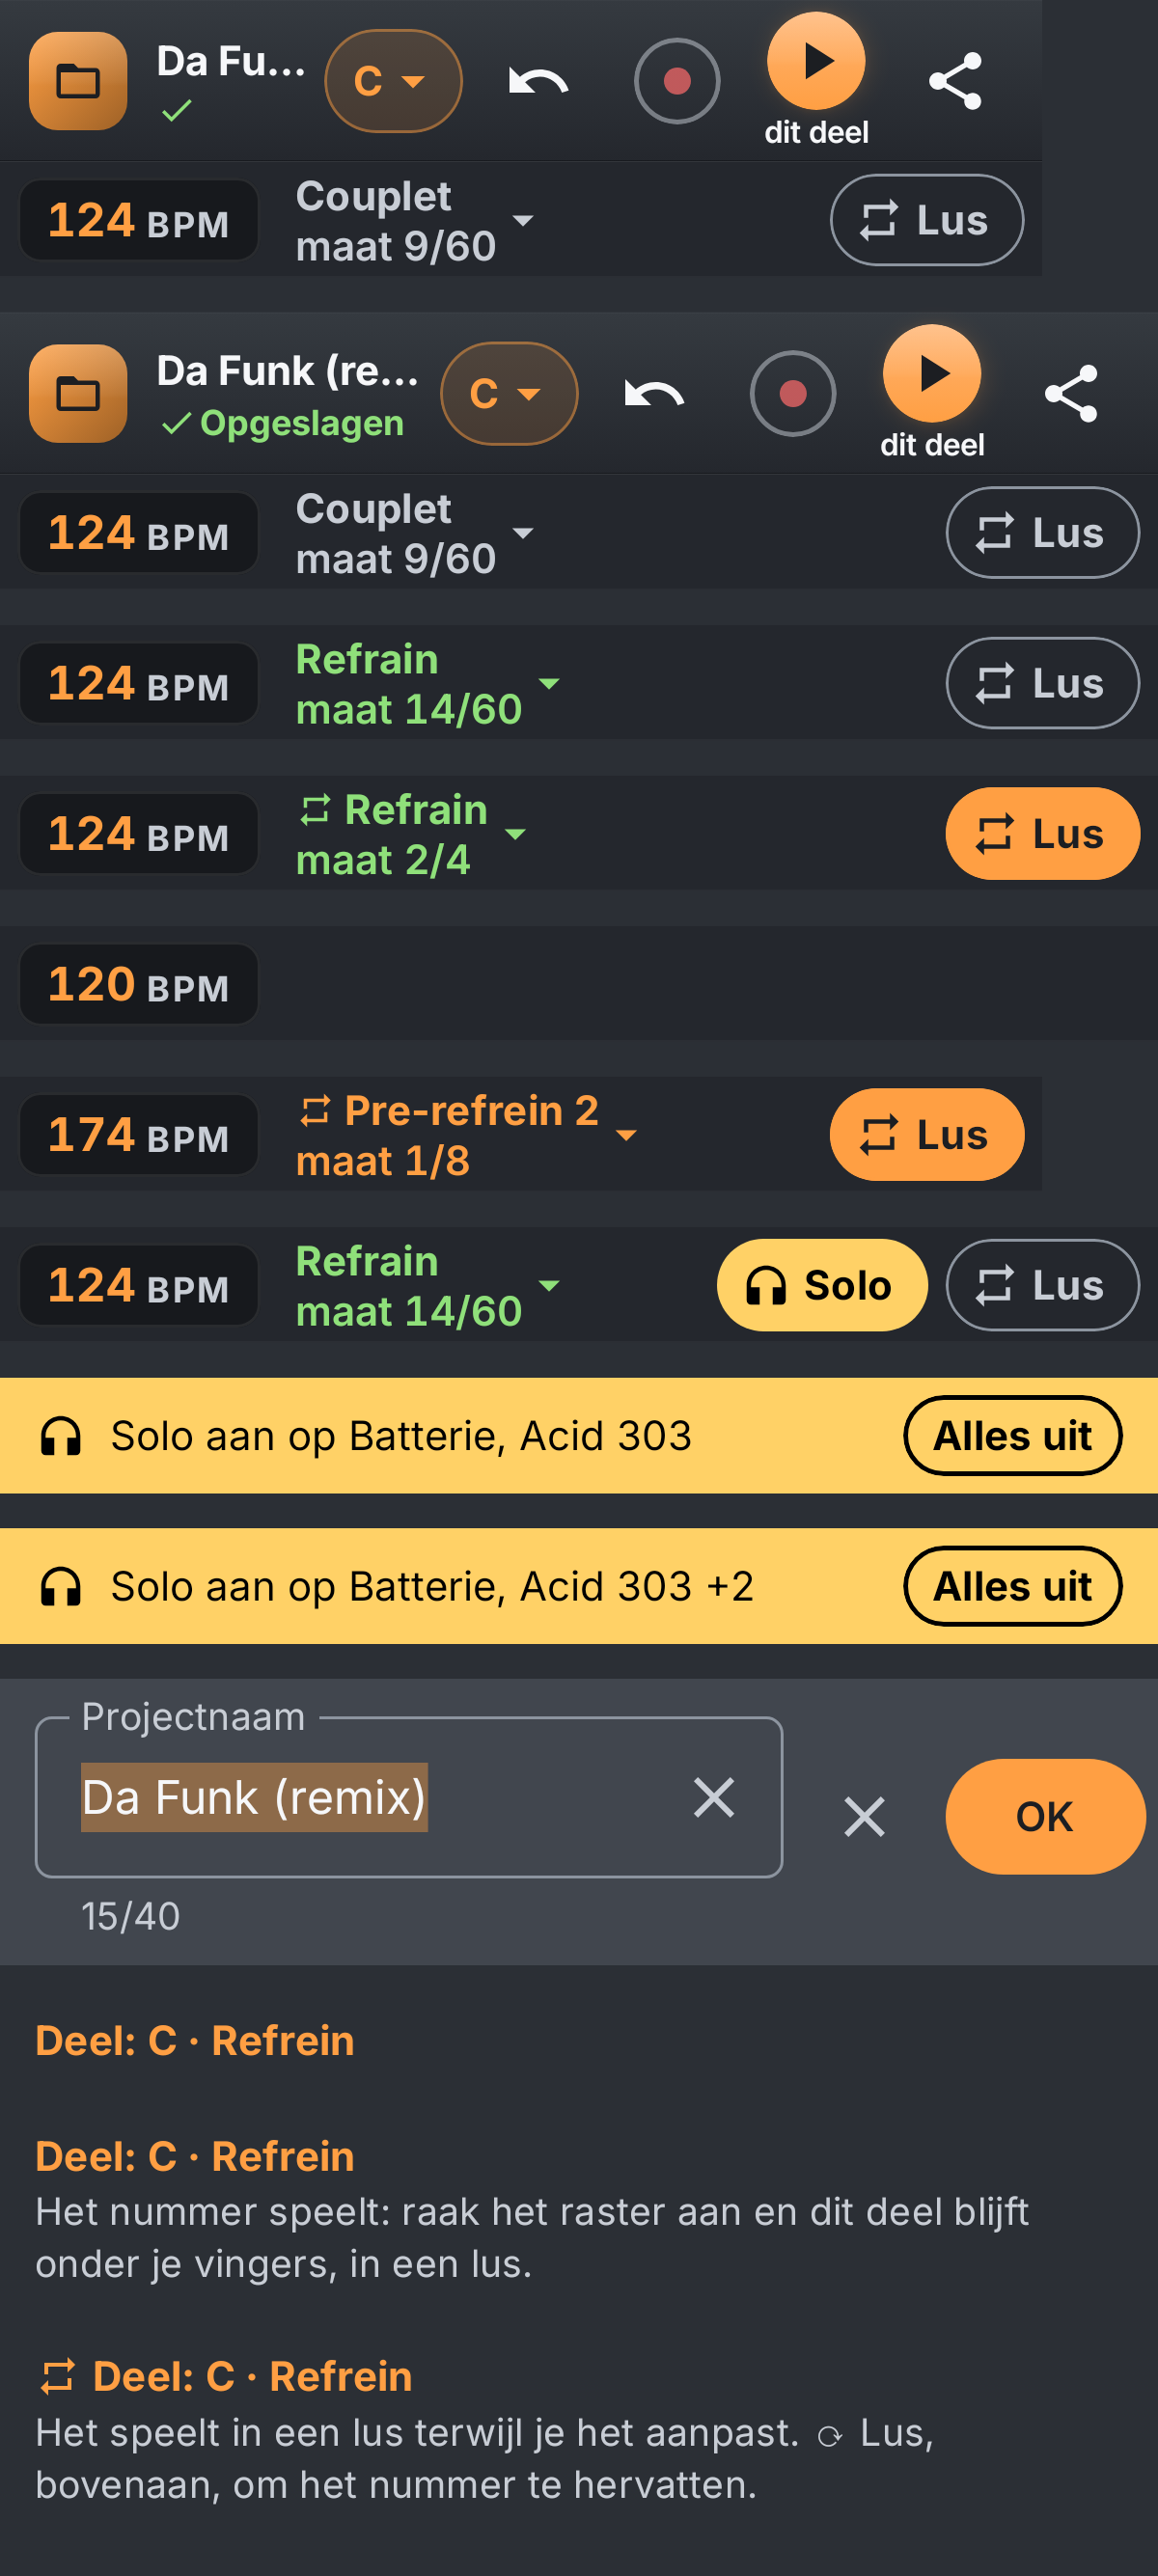 Da Fu...
C
dit deel
124 BPM
Couplet
maat 9/60
Lus
Da Funk (re...
Opgeslagen
C
dit deel
124 BPM
Couplet
maat 9/60
Lus
124 BPM
Refrain
maat 14/60
Lus
124 BPM
Refrain
maat 2/4
Lus
120 BPM
174 BPM
Pre-refrein 2
maat 1/8
Lus
124 BPM
Refrain
maat 14/60
Solo
Lus
Solo aan op Batterie, Acid 303
Alles uit
Solo aan op Batterie, Acid 303 +2
Alles uit
Projectnaam
Da Funk (remix)
OK
15/40
Deel: C · Refrein
Deel: C · Refrein
Het nummer speelt: raak het raster aan en dit deel blijft
onder je vingers, in een lus.
Deel: C · Refrein
Het speelt in een lus terwijl je het aanpast. ⟳ Lus,
bovenaan, om het nummer te hervatten.